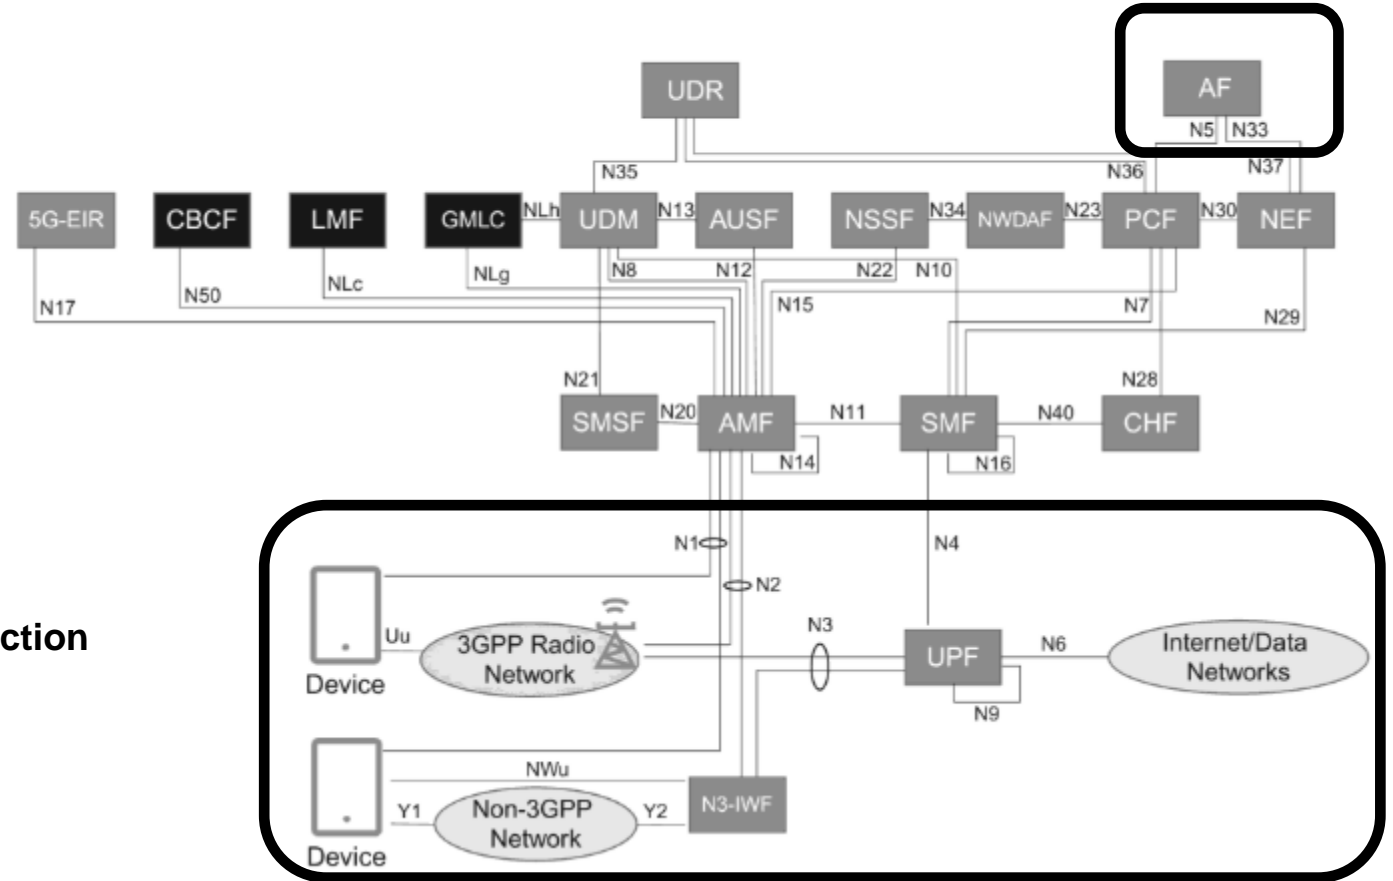 AF
UDR
N5
N33
N35
N36
N37
5G-EIR
CBCF
LMF
GMLC
NLh
UDM
N13
AUSF
NSSF
N34
NWDAF
N23
PCF
N30
NEF
N17
N50
NLc
NLg
N8
N12
N22
N10
N15
N7
N29
N21
N28
SMSF
N20
AMF
N11
SMF
N40
CHF
N14
N16
N1
N4
N2
ction
Uu
3GPP Radio
Network
N3
UPF
N6
Internet/Data
Networks
Device
N9
NWu
Y1
Non-3GPP
Network
Y2
N3-IWF
Device